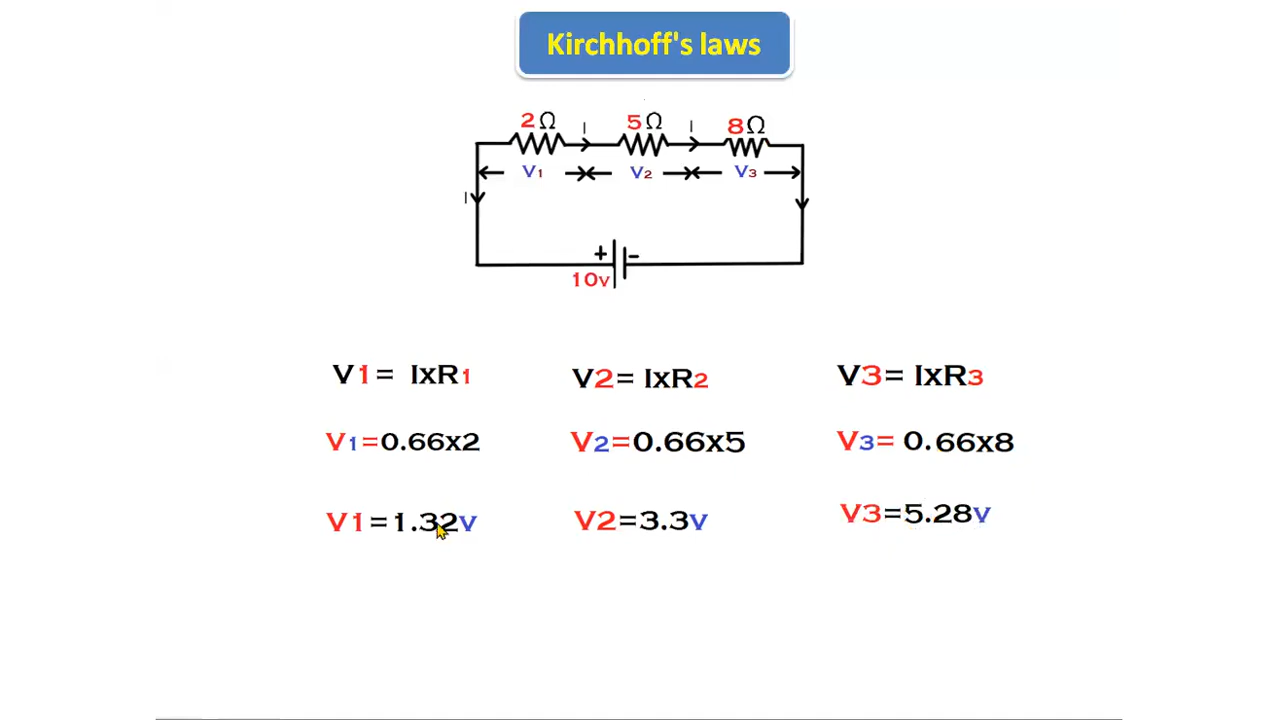 Kirchhoff's laws
2Ω I 5Ω I 8Ω
V1 V2 V3
I
+ -
10v
V1= IxR1 V2= IxR2 V3= IxR3
V1=0.66x2 V2=0.66x5 V3= 0.66x8
V1=1.32v V2=3.3v V3=5.28v